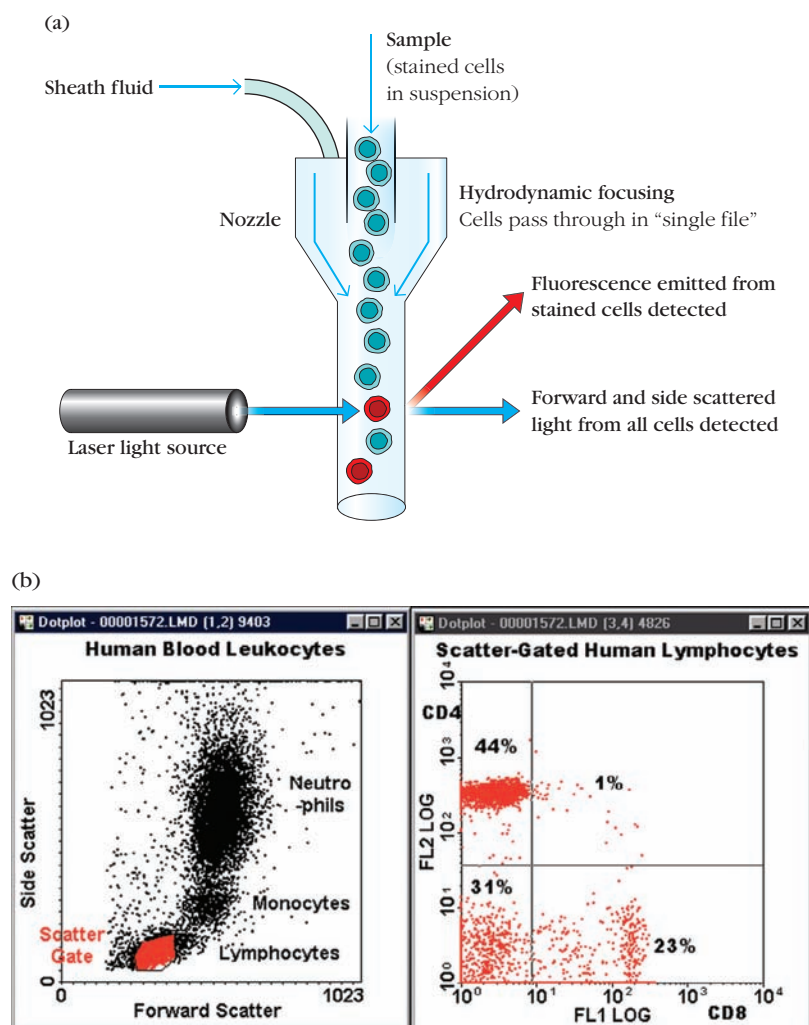 (a)
Sample
(stained cells
in suspension)
Sheath fluid
Nozzle
Hydrodynamic focusing
Cells pass through in “single file”
Fluorescence emitted from
stained cells detected
Forward and side scattered
light from all cells detected
Laser light source
(b)
Dotplot - 00001572.LMD (1,2) 9403
Human Blood Leukocytes
1023
Side Scatter
0
Neutro
-phils
Monocytes
Lymphocytes
Scatter
Gate
0
Forward Scatter
1023
Dotplot - 00001572.LMD (3,4) 4826
Scatter-Gated Human Lymphocytes
10⁴
CD4
44%
10³
1%
FL2 LOG
10²
10¹
31%
23%
10⁰
10⁰ 10¹ 10² 10³ 10⁴
FL1 LOG
CD8